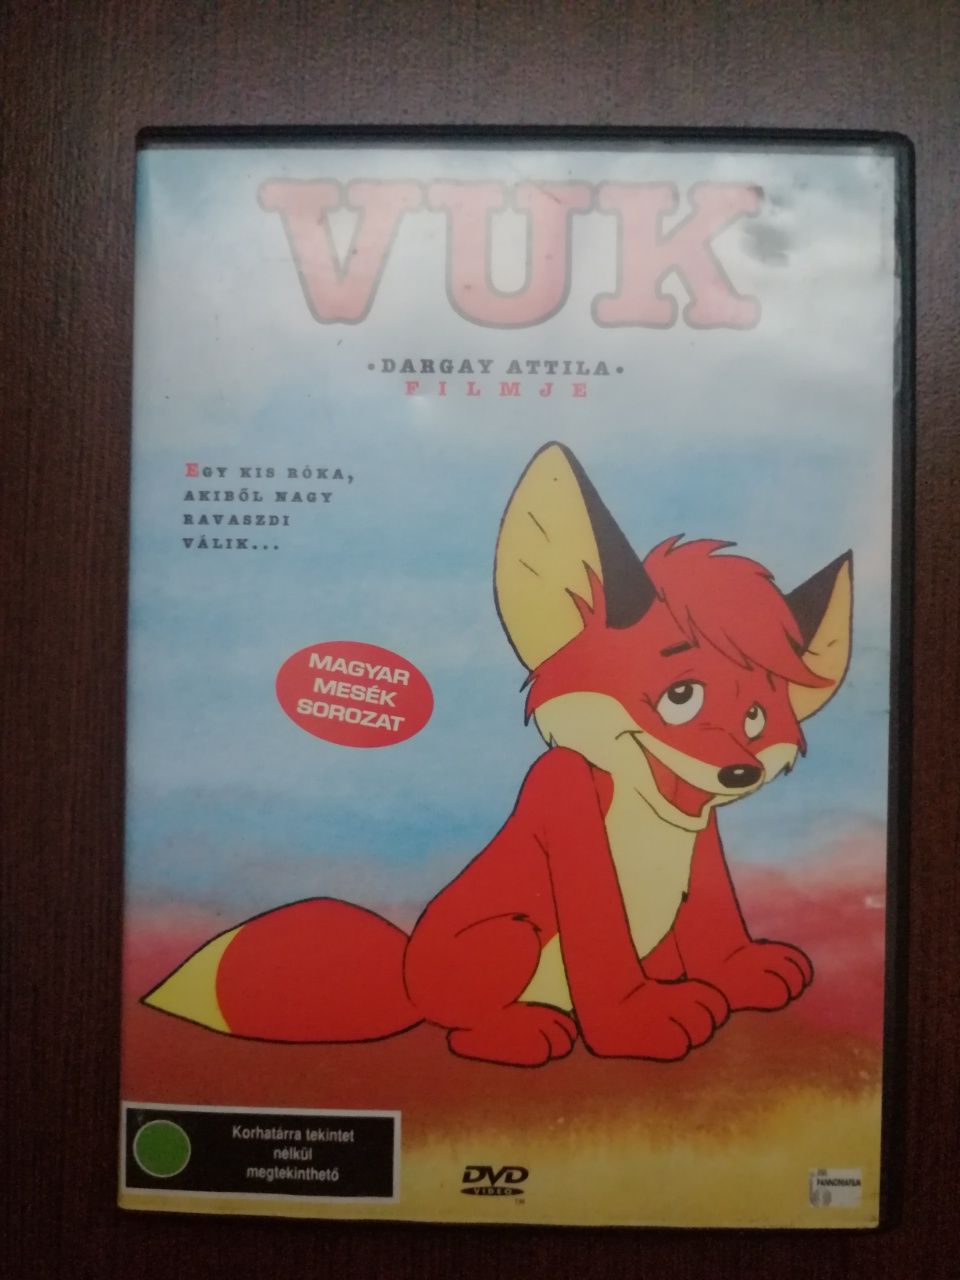 VUK
•DARGAY ATTILA•
FILMJE
EGY KIS RÓKA,
AKIBŐL NAGY
RAVASZDI
VÁLIK...
MAGYAR
MESÉK
SOROZAT
Korhatárra tekintet
nélkül
megtekinthető
DVD
VIDEO
PANNONIAFILM